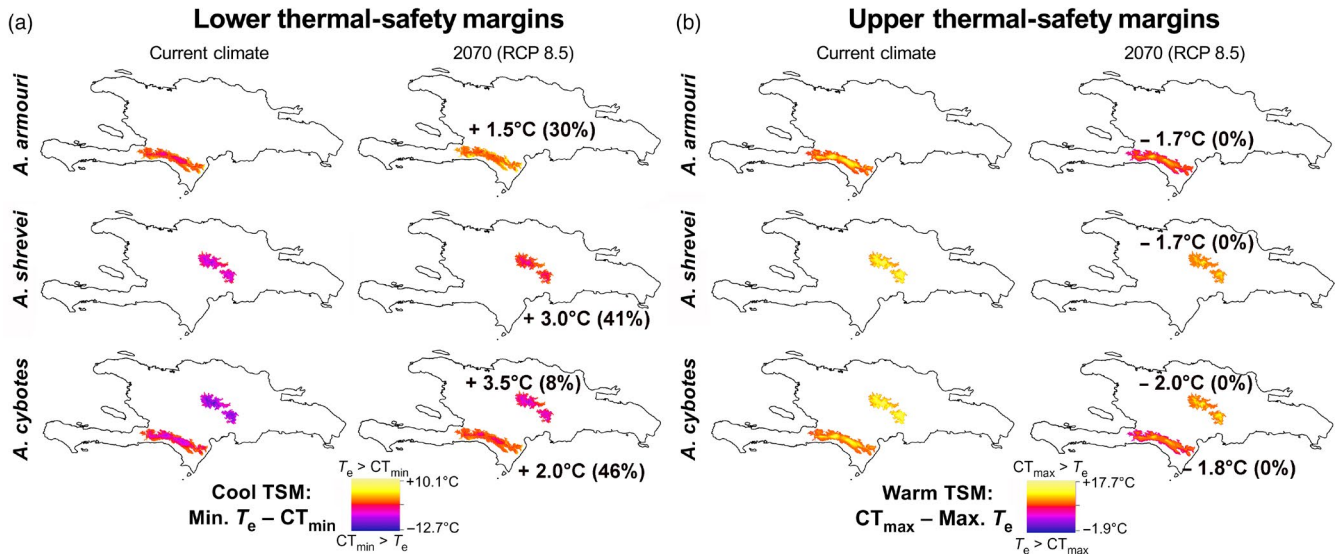 (a)
Lower thermal-safety margins
Current climate
2070 (RCP 8.5)
A. armouri
+ 1.5°C (30%)
A. shrevei
+ 3.0°C (41%)
A. cybotes
+ 3.5°C (8%)
+ 2.0°C (46%)
Cool TSM:
Min. Te – CTmin
Te > CTmin
+10.1°C
−12.7°C
CTmin > Te
(b)
Upper thermal-safety margins
Current climate
2070 (RCP 8.5)
A. armouri
– 1.7°C (0%)
A. shrevei
– 1.7°C (0%)
A. cybotes
– 2.0°C (0%)
– 1.8°C (0%)
Warm TSM:
CTmax – Max. Te
CTmax > Te
+17.7°C
−1.9°C
Te > CTmax